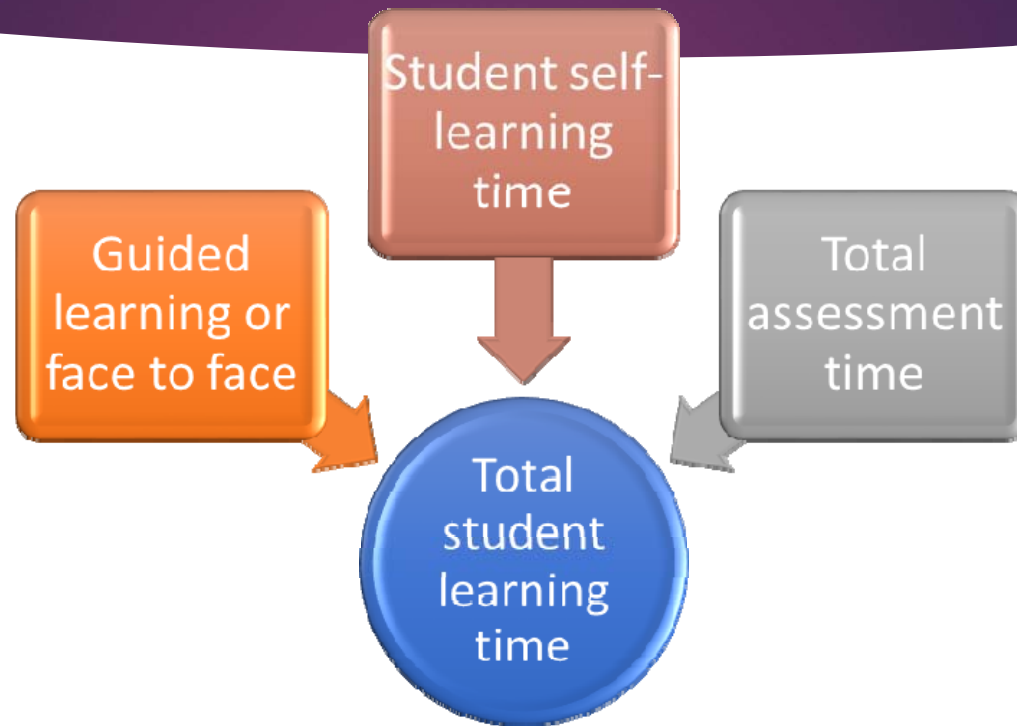 Student self-
learning
time
Guided
learning or
face to face
Total
assessment
time
Total
student
learning
time